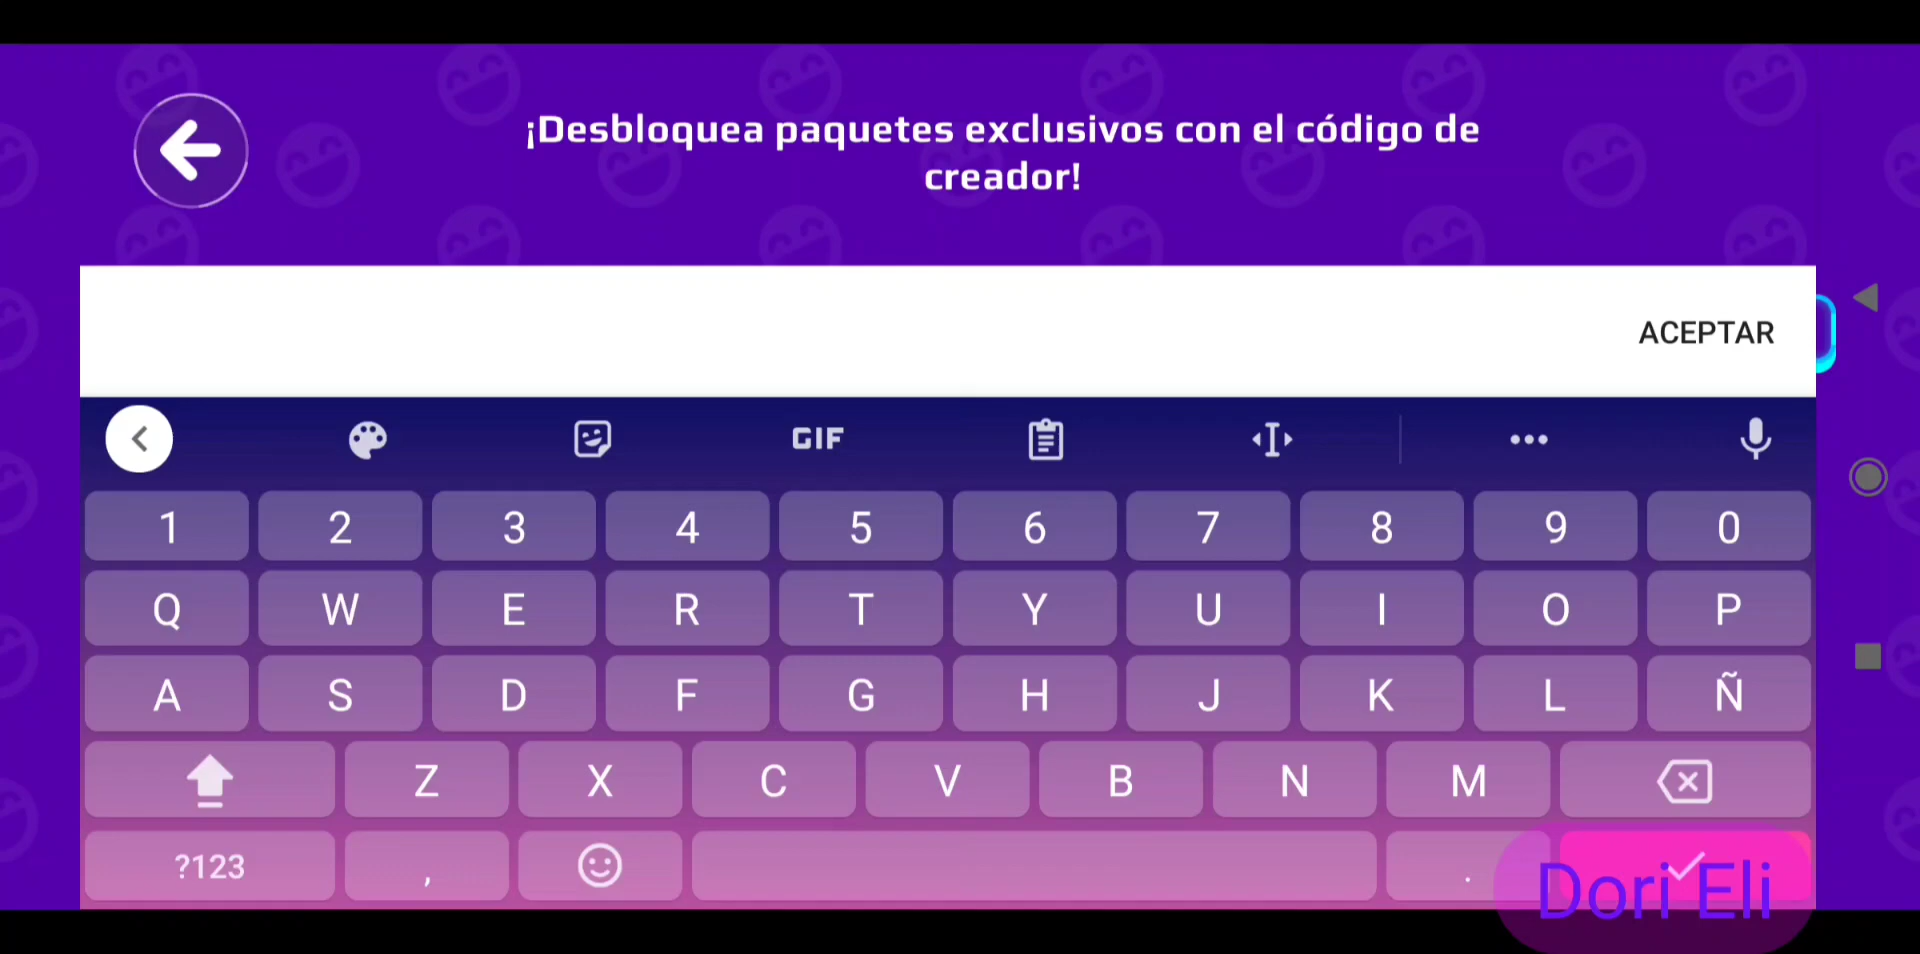 ¡Desbloquea paquetes exclusivos con el código de
creador!
ACEPTAR
GIF
1 2 3 4 5 6 7 8 9 0
Q W E R T Y U I O P
A S D F G H J K L Ñ
Z X C V B N M
?123 , .
Dori Eli